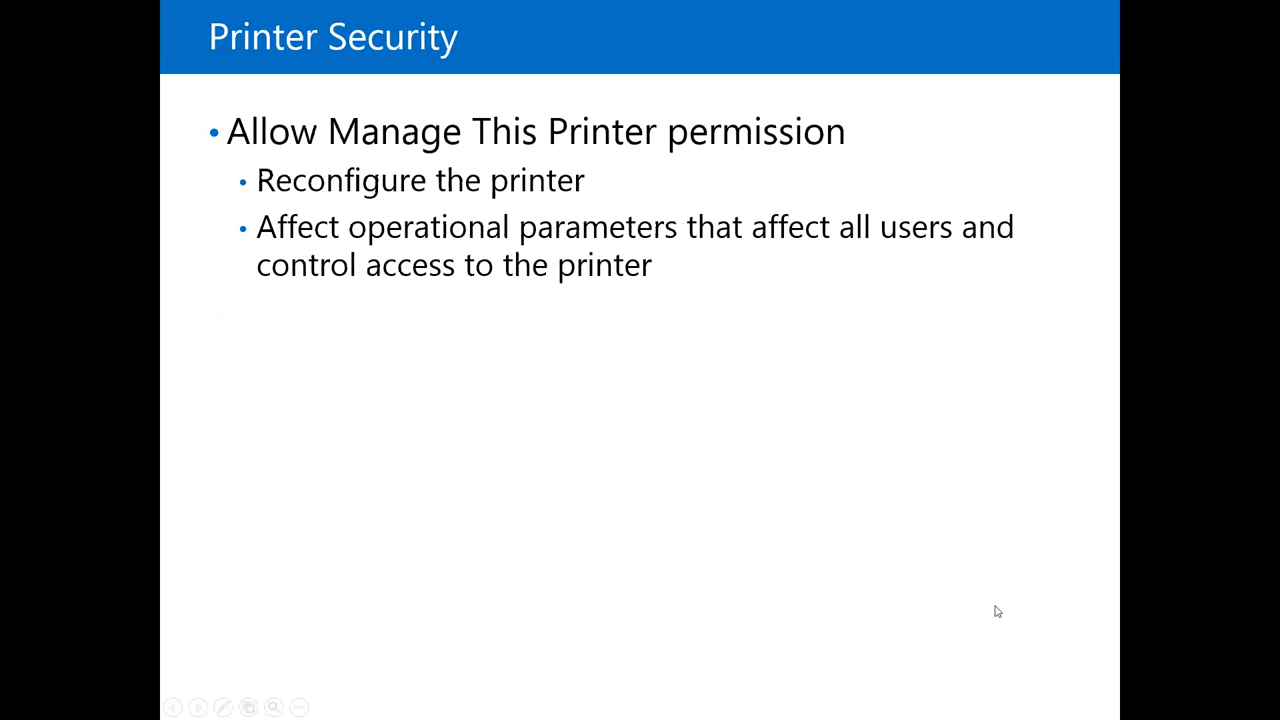 Printer Security
• Allow Manage This Printer permission
• Reconfigure the printer
• Affect operational parameters that affect all users and
control access to the printer